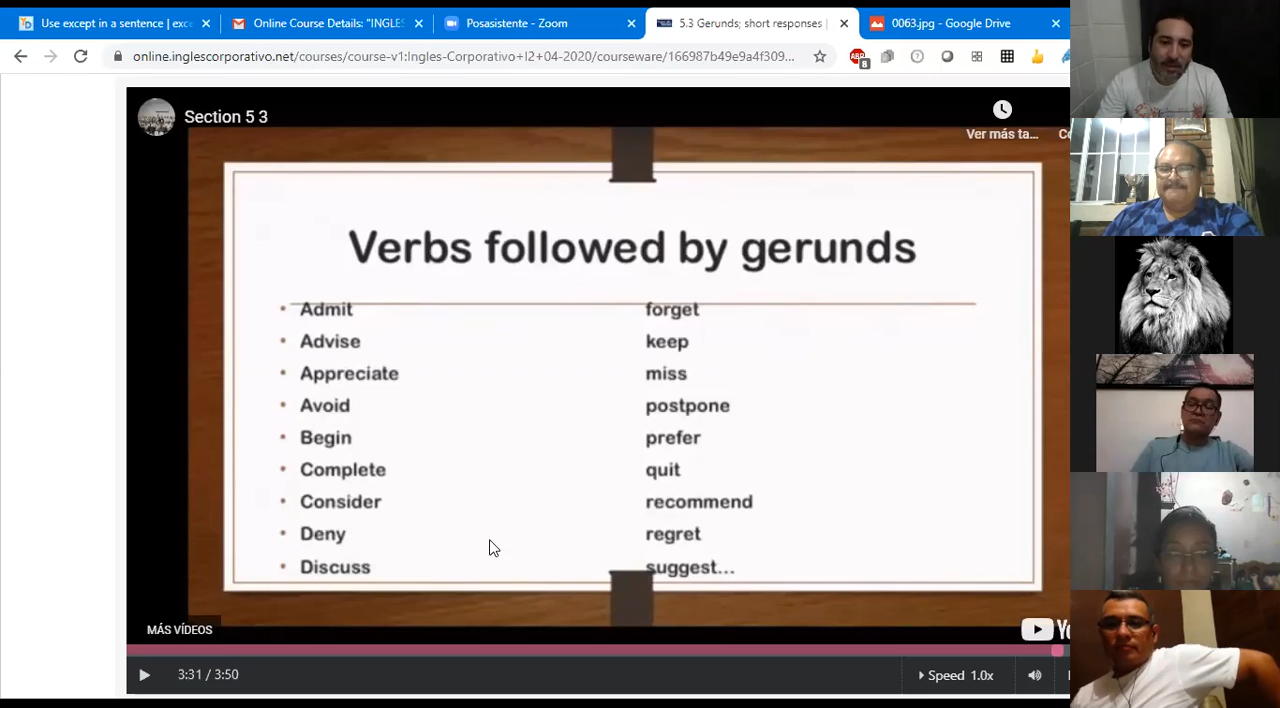 Use except in a sentence | exce
Online Course Details: "INGLES
Posasistente - Zoom
5.3 Gerunds; short responses |
0063.jpg - Google Drive
online.inglescorporativo.net/courses/course-v1:Ingles-Corporativo+I2+04-2020/courseware/166987b49e9a4f309...
8
Section 5 3
Ver más ta...
Verbs followed by gerunds
• Admit forget
• Advise keep
• Appreciate miss
• Avoid postpone
• Begin prefer
• Complete quit
• Consider recommend
• Deny regret
• Discuss suggest...
MÁS VÍDEOS
3:31 / 3:50
Speed 1.0x